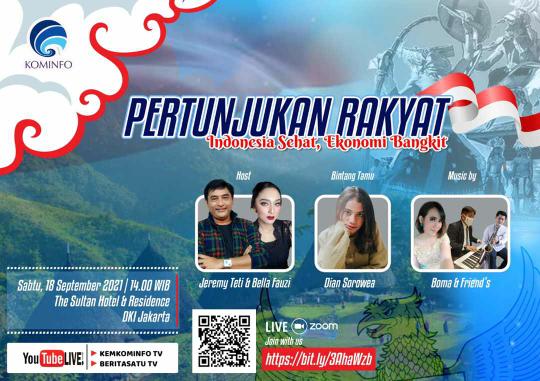 KOMINFO
PERTUNJUKAN RAKYAT
Indonesia Sehat, Ekonomi Bangkit
Host
Bintang Tamu
Music by
Jeremy Teti & Bella Fauzi
Dian Sorowea
Boma & Friend's
Sabtu, 18 September 2021 | 14.00 WIB
The Sultan Hotel & Residence
DKI Jakarta
YouTube LIVE
KEMKOMINFO TV
BERITASATU TV
LIVE zoom
Join with us
https://bit.ly/3AhaWzb